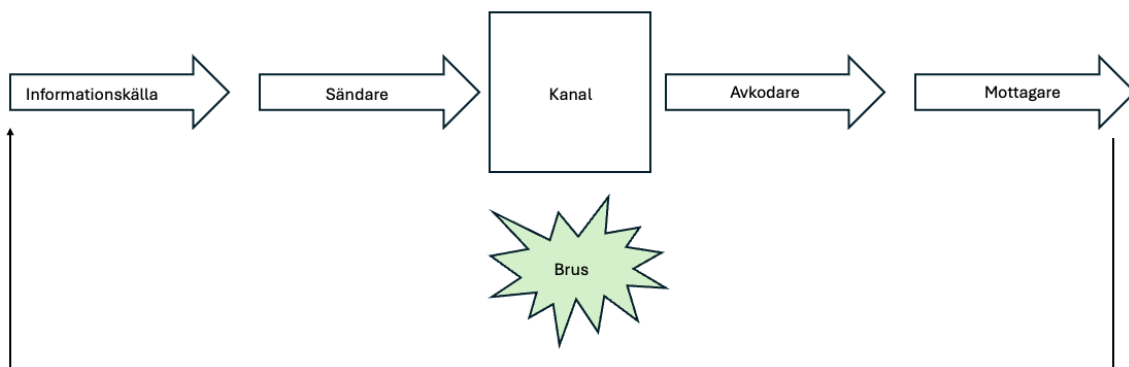 Informationskälla
Sändare
Kanal
Avkodare
Mottagare
Brus